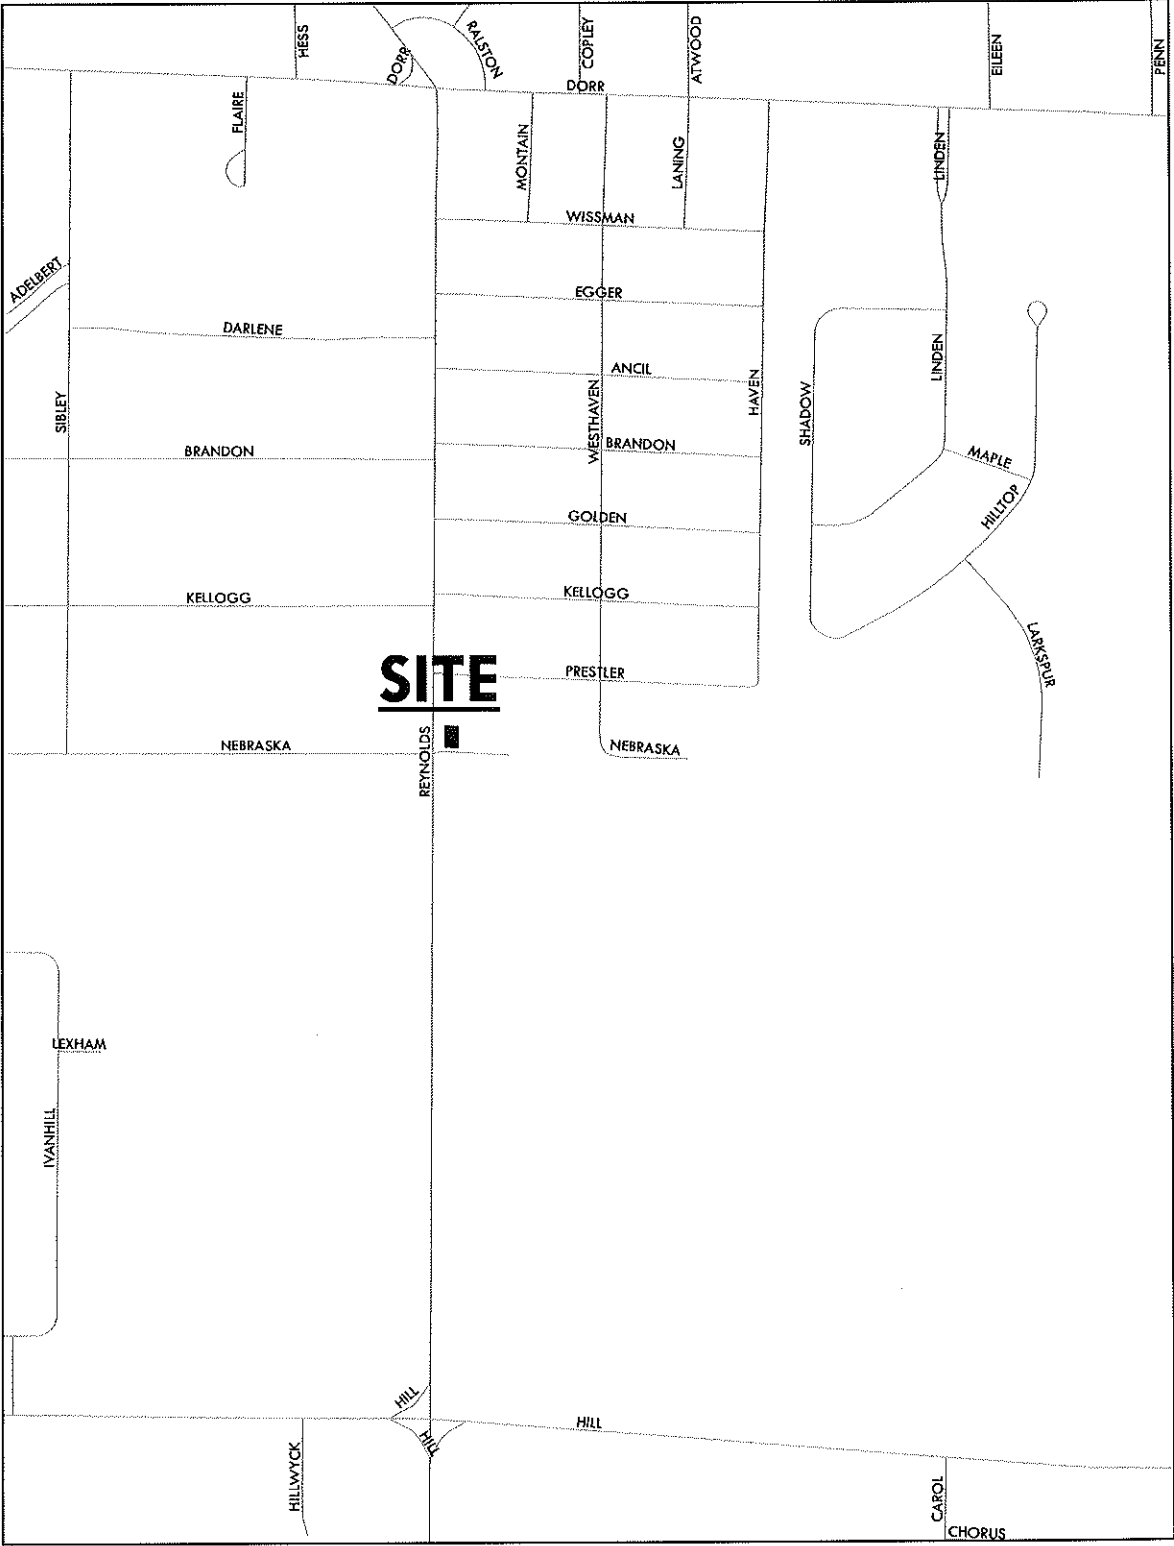 HESS
DORR
RALSTON
COPLEY
ATWOOD
EILEEN
PENN
DORR
FLAIRE
MONTAIN
LANING
LINDEN
WISSMAN
ADELBERT
EGGER
DARLENE
ANCIL
LINDEN
SIBLEY
WESTHAVEN
HAVEN
SHADOW
BRANDON
BRANDON
MAPLE
HILLTOP
GOLDEN
KELLOGG
KELLOGG
LARKSPUR
SITE
PRESTLER
NEBRASKA
REYNOLDS
NEBRASKA
LEXHAM
IVANHILL
HILL
HILL
HILL
HILLWYCK
CAROL
CHORUS